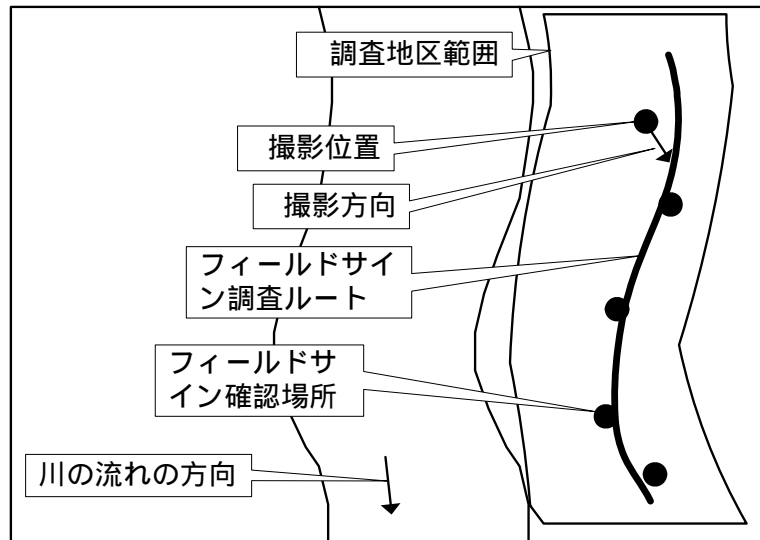 調査地区範囲
撮影位置
撮影方向
フィールドサイ
ン調査ルート
フィールドサ
イン確認場所
川の流れの方向